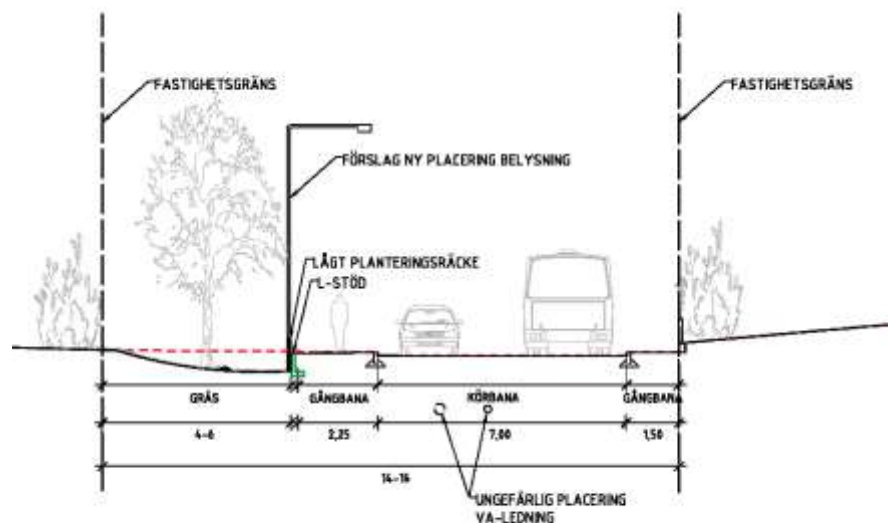 FASTIGHETSGRÄNS
FASTIGHETSGRÄNS
FÖRSLAG NY PLACERING BELYSNING
LÅGT PLANTERINGSRÄCKE
L-STÖD
GRÄS
GÅNGBANA
KÖRBANA
GÅNGBANA
4-6
2,25
7,00
1,50
14-16
UNGEFÄRLIG PLACERING
VA-LEDNING